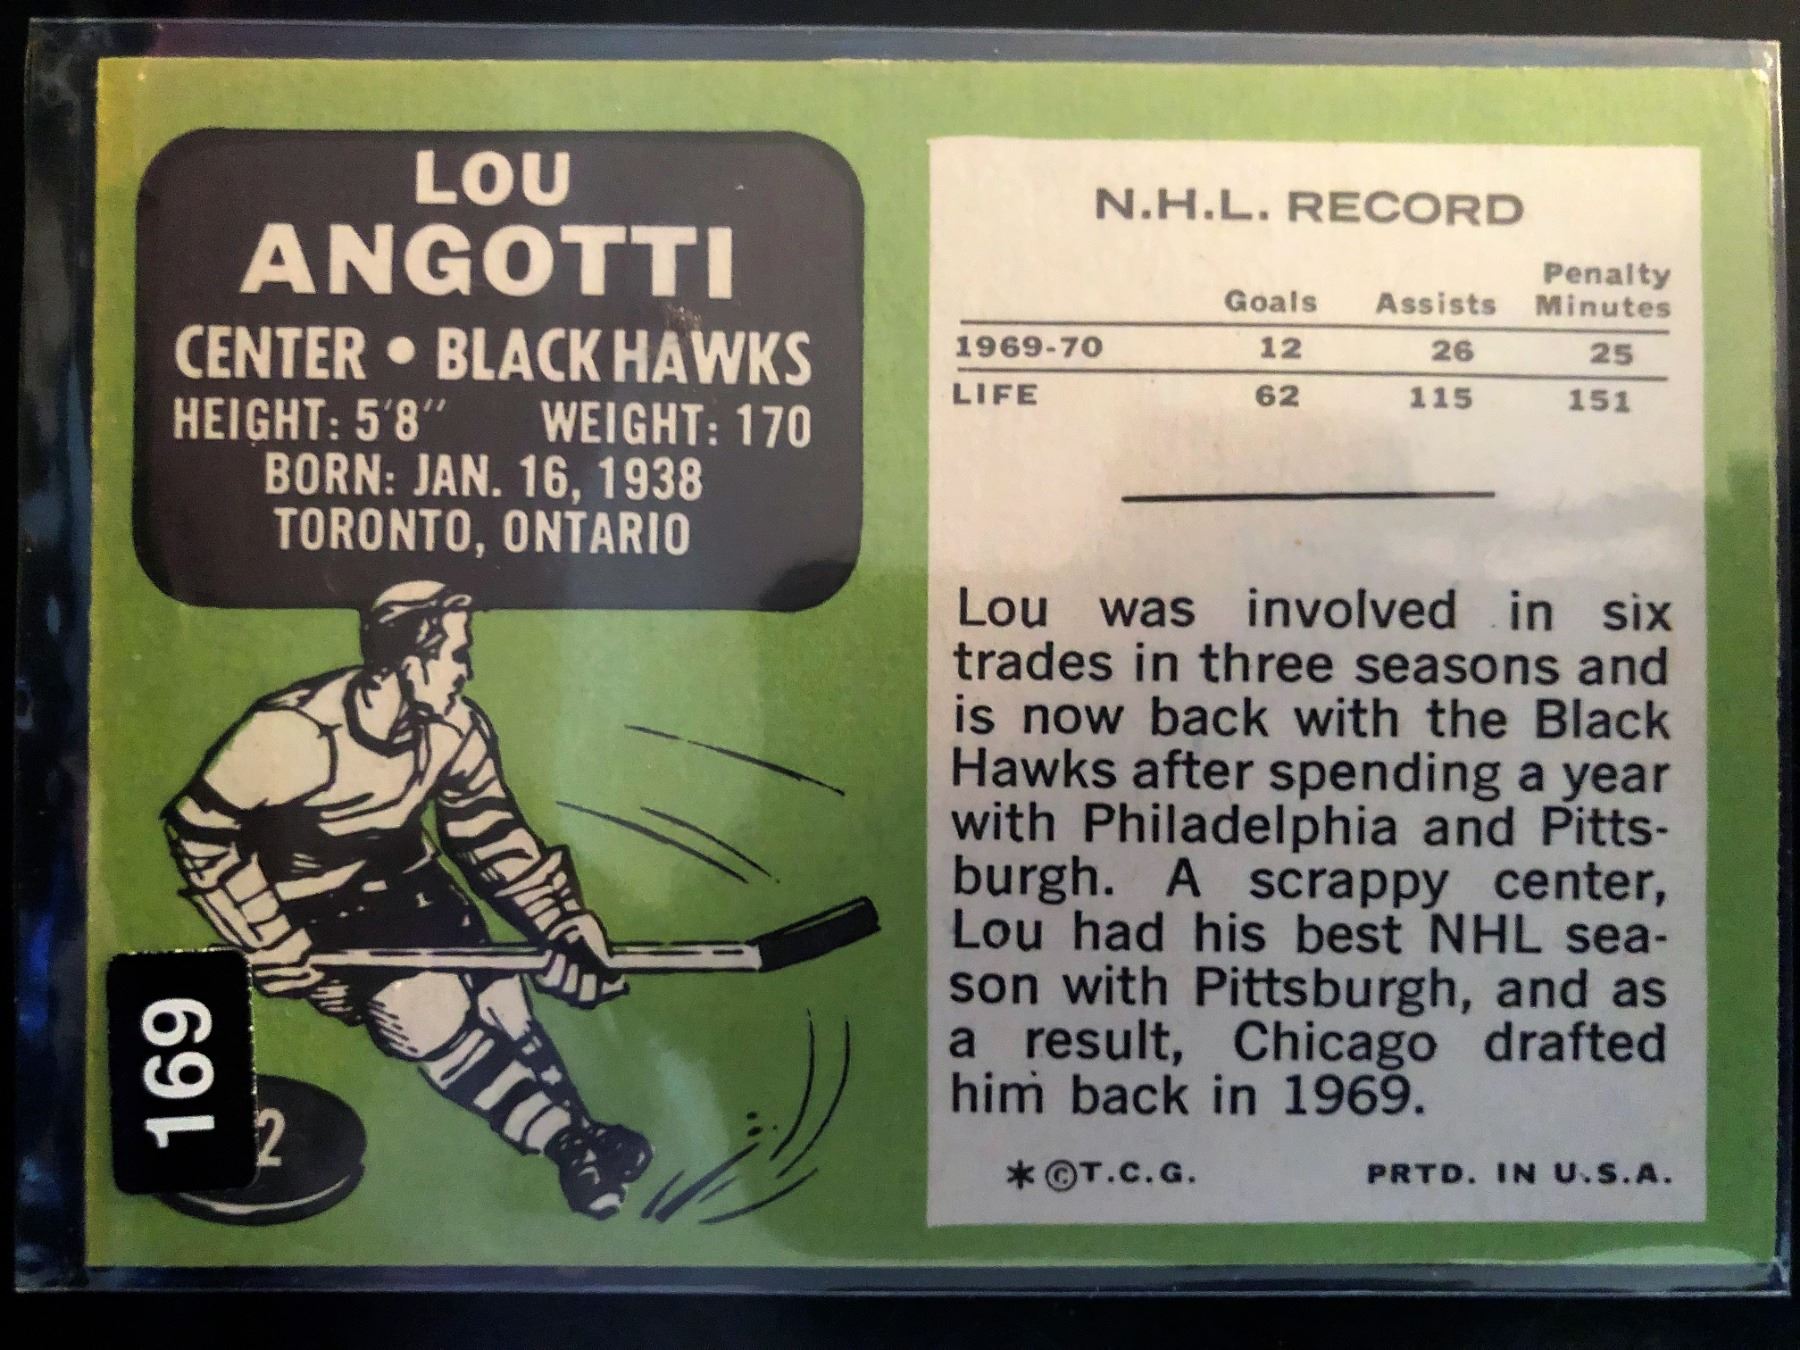 LOU
ANGOTTI
CENTER • BLACK HAWKS
HEIGHT: 5'8" WEIGHT: 170
BORN: JAN. 16, 1938
TORONTO, ONTARIO
169
2
N.H.L. RECORD
Goals Assists Penalty Minutes
1969-70 12 26 25
LIFE 62 115 151
Lou was involved in six
trades in three seasons and
is now back with the Black
Hawks after spending a year
with Philadelphia and Pitts-
burgh. A scrappy center,
Lou had his best NHL sea-
son with Pittsburgh, and as
a result, Chicago drafted
him back in 1969.
* ©T.C.G. PRTD. IN U.S.A.